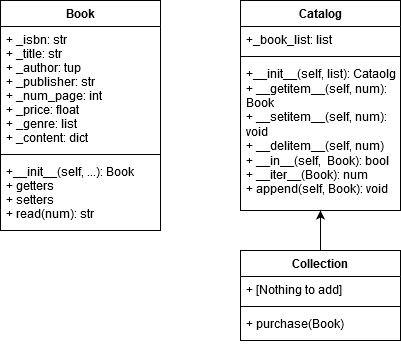 Book
+ _isbn: str
+ _title: str
+ _author: tup
+ _publisher: str
+ _num_page: int
+ _price: float
+ _genre: list
+ _content: dict
+__init__(self, ...): Book
+ getters
+ setters
+ read(num): str
Catalog
+_book_list: list
+__init__(self, list): Cataolg
+ __getitem__(self, num):
Book
+ __setitem__(self, num):
void
+ __delitem__(self, num)
+ __in__(self,  Book): bool
+ __iter__(Book): num
+ append(self, Book): void
Collection
+ [Nothing to add]
+ purchase(Book)